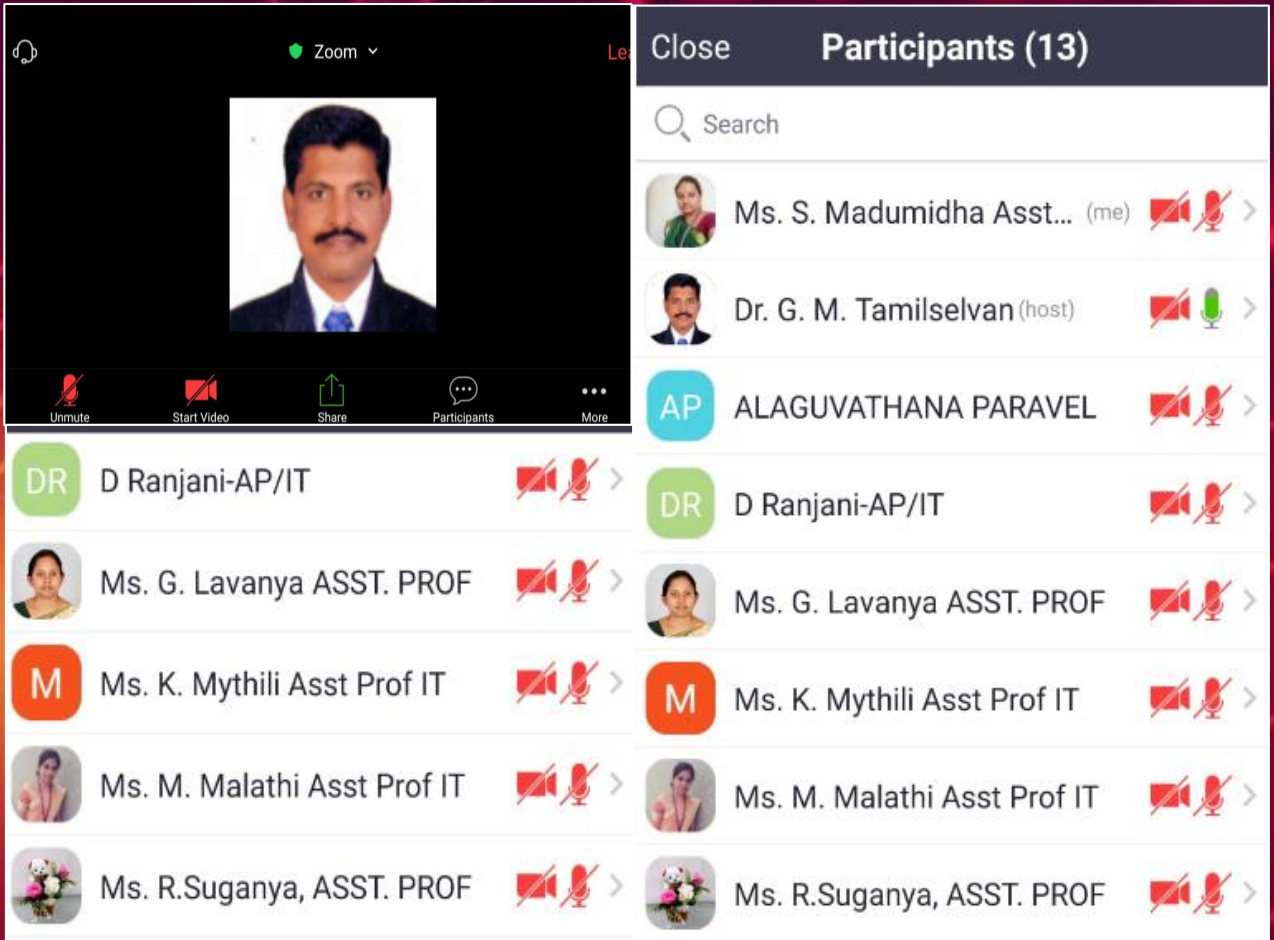 Zoom
Lea
Unmute
Start Video
Share
Participants
More
DR
D Ranjani-AP/IT
Ms. G. Lavanya ASST. PROF
M
Ms. K. Mythili Asst Prof IT
Ms. M. Malathi Asst Prof IT
Ms. R.Suganya, ASST. PROF
Close
Participants (13)
Search
Ms. S. Madumidha Asst... (me)
Dr. G. M. Tamilselvan (host)
AP
ALAGUVATHANA PARAVEL
DR
D Ranjani-AP/IT
Ms. G. Lavanya ASST. PROF
M
Ms. K. Mythili Asst Prof IT
Ms. M. Malathi Asst Prof IT
Ms. R.Suganya, ASST. PROF